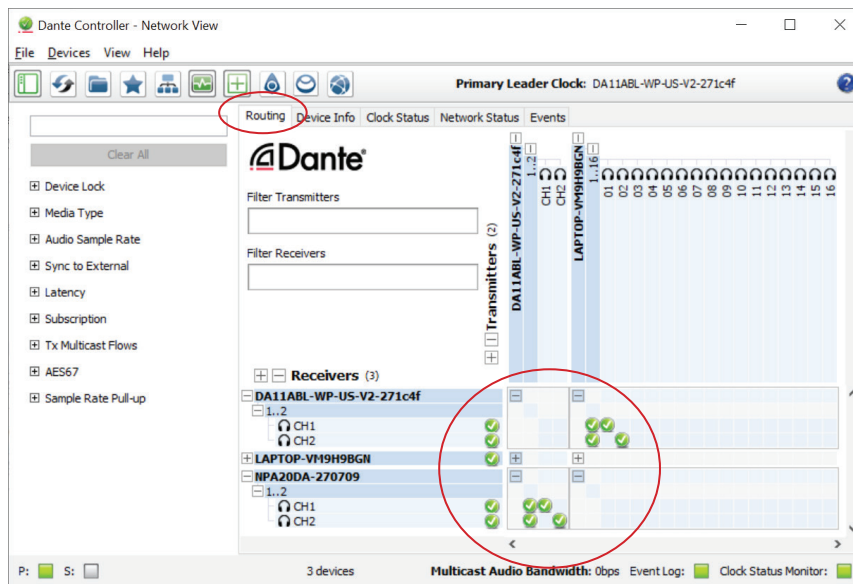 Dante Controller - Network View
File Devices View Help
Primary Leader Clock: DA11ABL-WP-US-V2-271c4f
?
Routing Device Info Clock Status Network Status Events
Clear All
Device Lock
Media Type
Audio Sample Rate
Sync to External
Latency
Subscription
Tx Multicast Flows
AES67
Sample Rate Pull-up
Dante®
Filter Transmitters
Filter Receivers
Transmitters (2)
DA11ABL-WP-US-V2-271c4f
1..2
CH1
CH2
LAPTOP-VM9H9BGN
1..16
01 02 03 04 05 06 07 08 09 10 11 12 13 14 15 16
Receivers (3)
DA11ABL-WP-US-V2-271c4f
1..2
CH1
CH2
LAPTOP-VM9H9BGN
NPA20DA-270709
1..2
CH1
CH2
P: S: 3 devices Multicast Audio Bandwidth: 0bps Event Log: Clock Status Monitor: